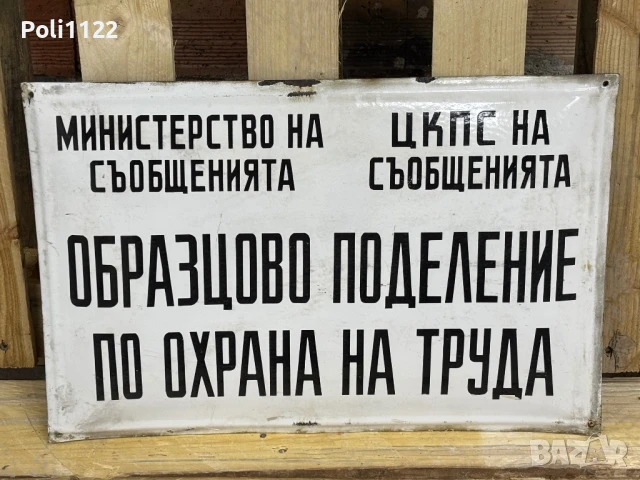 Poli1122
МИНИСТЕРСТВО НА
СЪОБЩЕНИЯТА
ЦКПС НА
СЪОБЩЕНИЯТА
ОБРАЗЦОВО ПОДЕЛЕНИЕ
ПО ОХРАНА НА ТРУДА
BAZAR